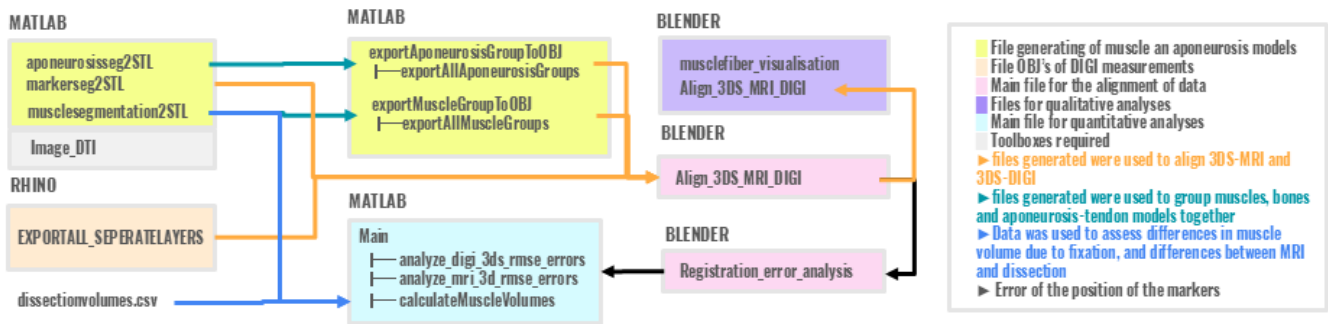 MATLAB
aponeurosisseg2STL
markerseg2STL
musclesegmentation2STL
Image_DTI
RHINO
EXPORTALL_SEPERATELAYERS
dissectionvolumes.csv
MATLAB
exportAponeurosisGroupToOBJ
exportAllAponeurosisGroups
exportMuscleGroupToOBJ
exportAllMuscleGroups
MATLAB
Main
analyze_digi_3ds_rmse_errors
analyze_mri_3d_rmse_errors
calculateMuscleVolumes
BLENDER
musclefiber_visualisation
Align_3DS_MRI_DIGI
BLENDER
Align_3DS_MRI_DIGI
BLENDER
Registration_error_analysis
File generating of muscle an aponeurosis models
File OBJ's of DIGI measurements
Main file for the alignment of data
Files for qualitative analyses
Main file for quantitative analyses
Toolboxes required
►files generated were used to align 3DS-MRI and
3DS-DIGI
►files generated were used to group muscles, bones
and aponeurosis-tendon models together
►Data was used to assess differences in muscle
volume due to fixation, and differences between MRI
and dissection
► Error of the position of the markers